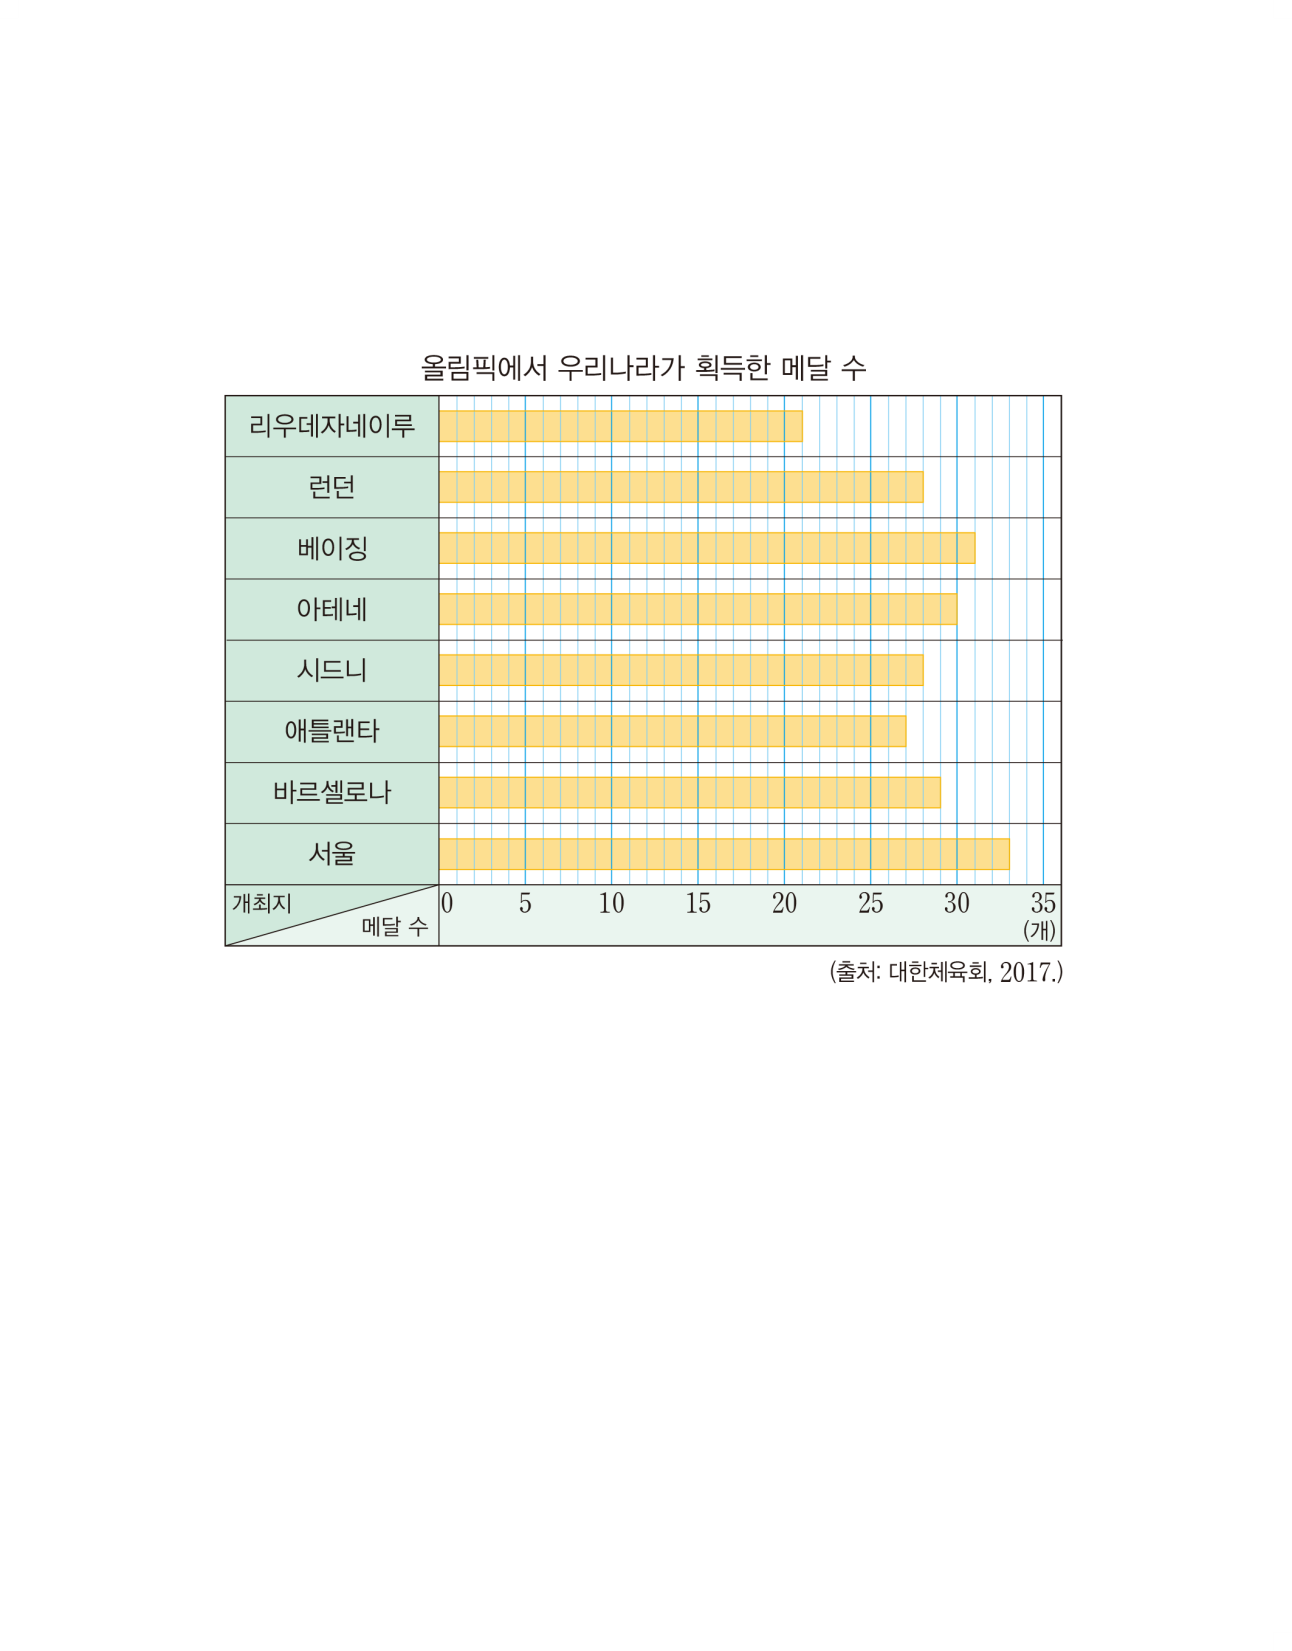 올림픽에서 우리나라가 획득한 메달 수
리우데자네이루
런던
베이징
아테네
시드니
애틀랜타
바르셀로나
서울
개최지
메달 수
0 5 10 15 20 25 30 35
(개)
(출처: 대한체육회, 2017.)